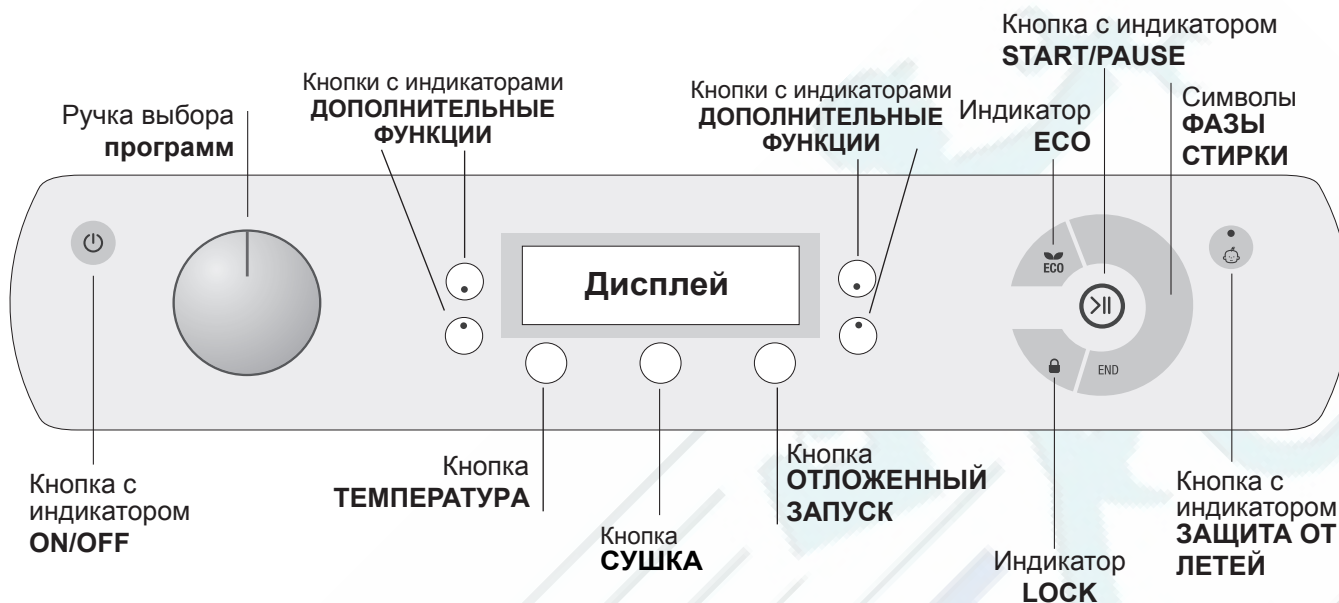 Кнопка с индикатором
START/PAUSE
Кнопки с индикаторами
ДОПОЛНИТЕЛЬНЫЕ
ФУНКЦИИ
Кнопки с индикаторами
ДОПОЛНИТЕЛЬНЫЕ
ФУНКЦИИ
Ручка выбора
программ
Индикатор
ECO
Символы
ФАЗЫ
СТИРКИ
Дисплей
ECO
END
Кнопка с
индикатором
ON/OFF
Кнопка
ТЕМПЕРАТУРА
Кнопка
СУШКА
Кнопка
ОТЛОЖЕННЫЙ
ЗАПУСК
Индикатор
LOCK
Кнопка с
индикатором
ЗАЩИТА ОТ
ЛЕТЕЙ